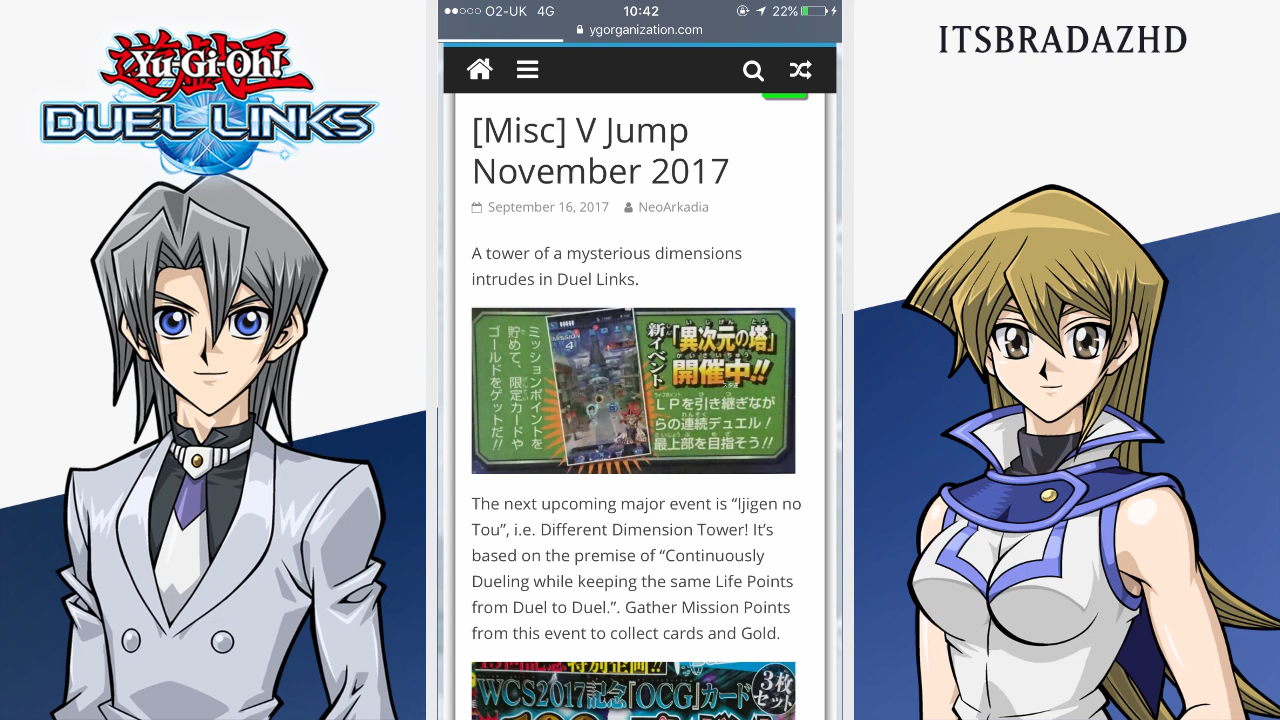 遊戯王
Yu-Gi-Oh!
DUEL LINKS
O2-UK 4G
10:42
22%
ygorganization.com
ITSBRADAZHD
[Misc] V Jump
November 2017
September 16, 2017 NeoArkadia
A tower of a mysterious dimensions
intrudes in Duel Links.
新イベント
「異次元の塔」
開催中!!
LPを引き継ぎなが
らの連続デュエル!
最上部を目指そう!!
ミッションポイントを
貯めて、限定カードや
ゴールドをゲットだ!!
MISSION
4
The next upcoming major event is “Ijigen no
Tou”, i.e. Different Dimension Tower! It’s
based on the premise of “Continuously
Dueling while keeping the same Life Points
from Duel to Duel.”. Gather Mission Points
from this event to collect cards and Gold.
WCS2017記念「OCG」カード
3枚
セット